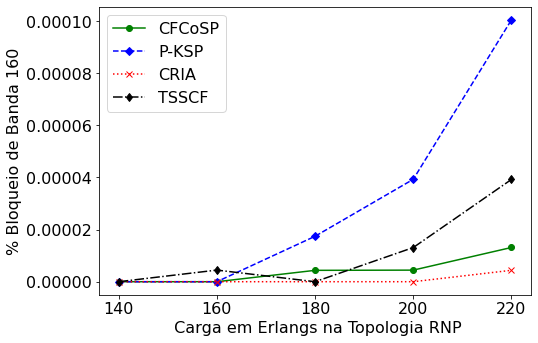 CFCoSP
P-KSP
CRIA
TSSCF
% Bloqueio de Banda 160
0.00010
0.00008
0.00006
0.00004
0.00002
0.00000
140 160 180 200 220
Carga em Erlangs na Topologia RNP